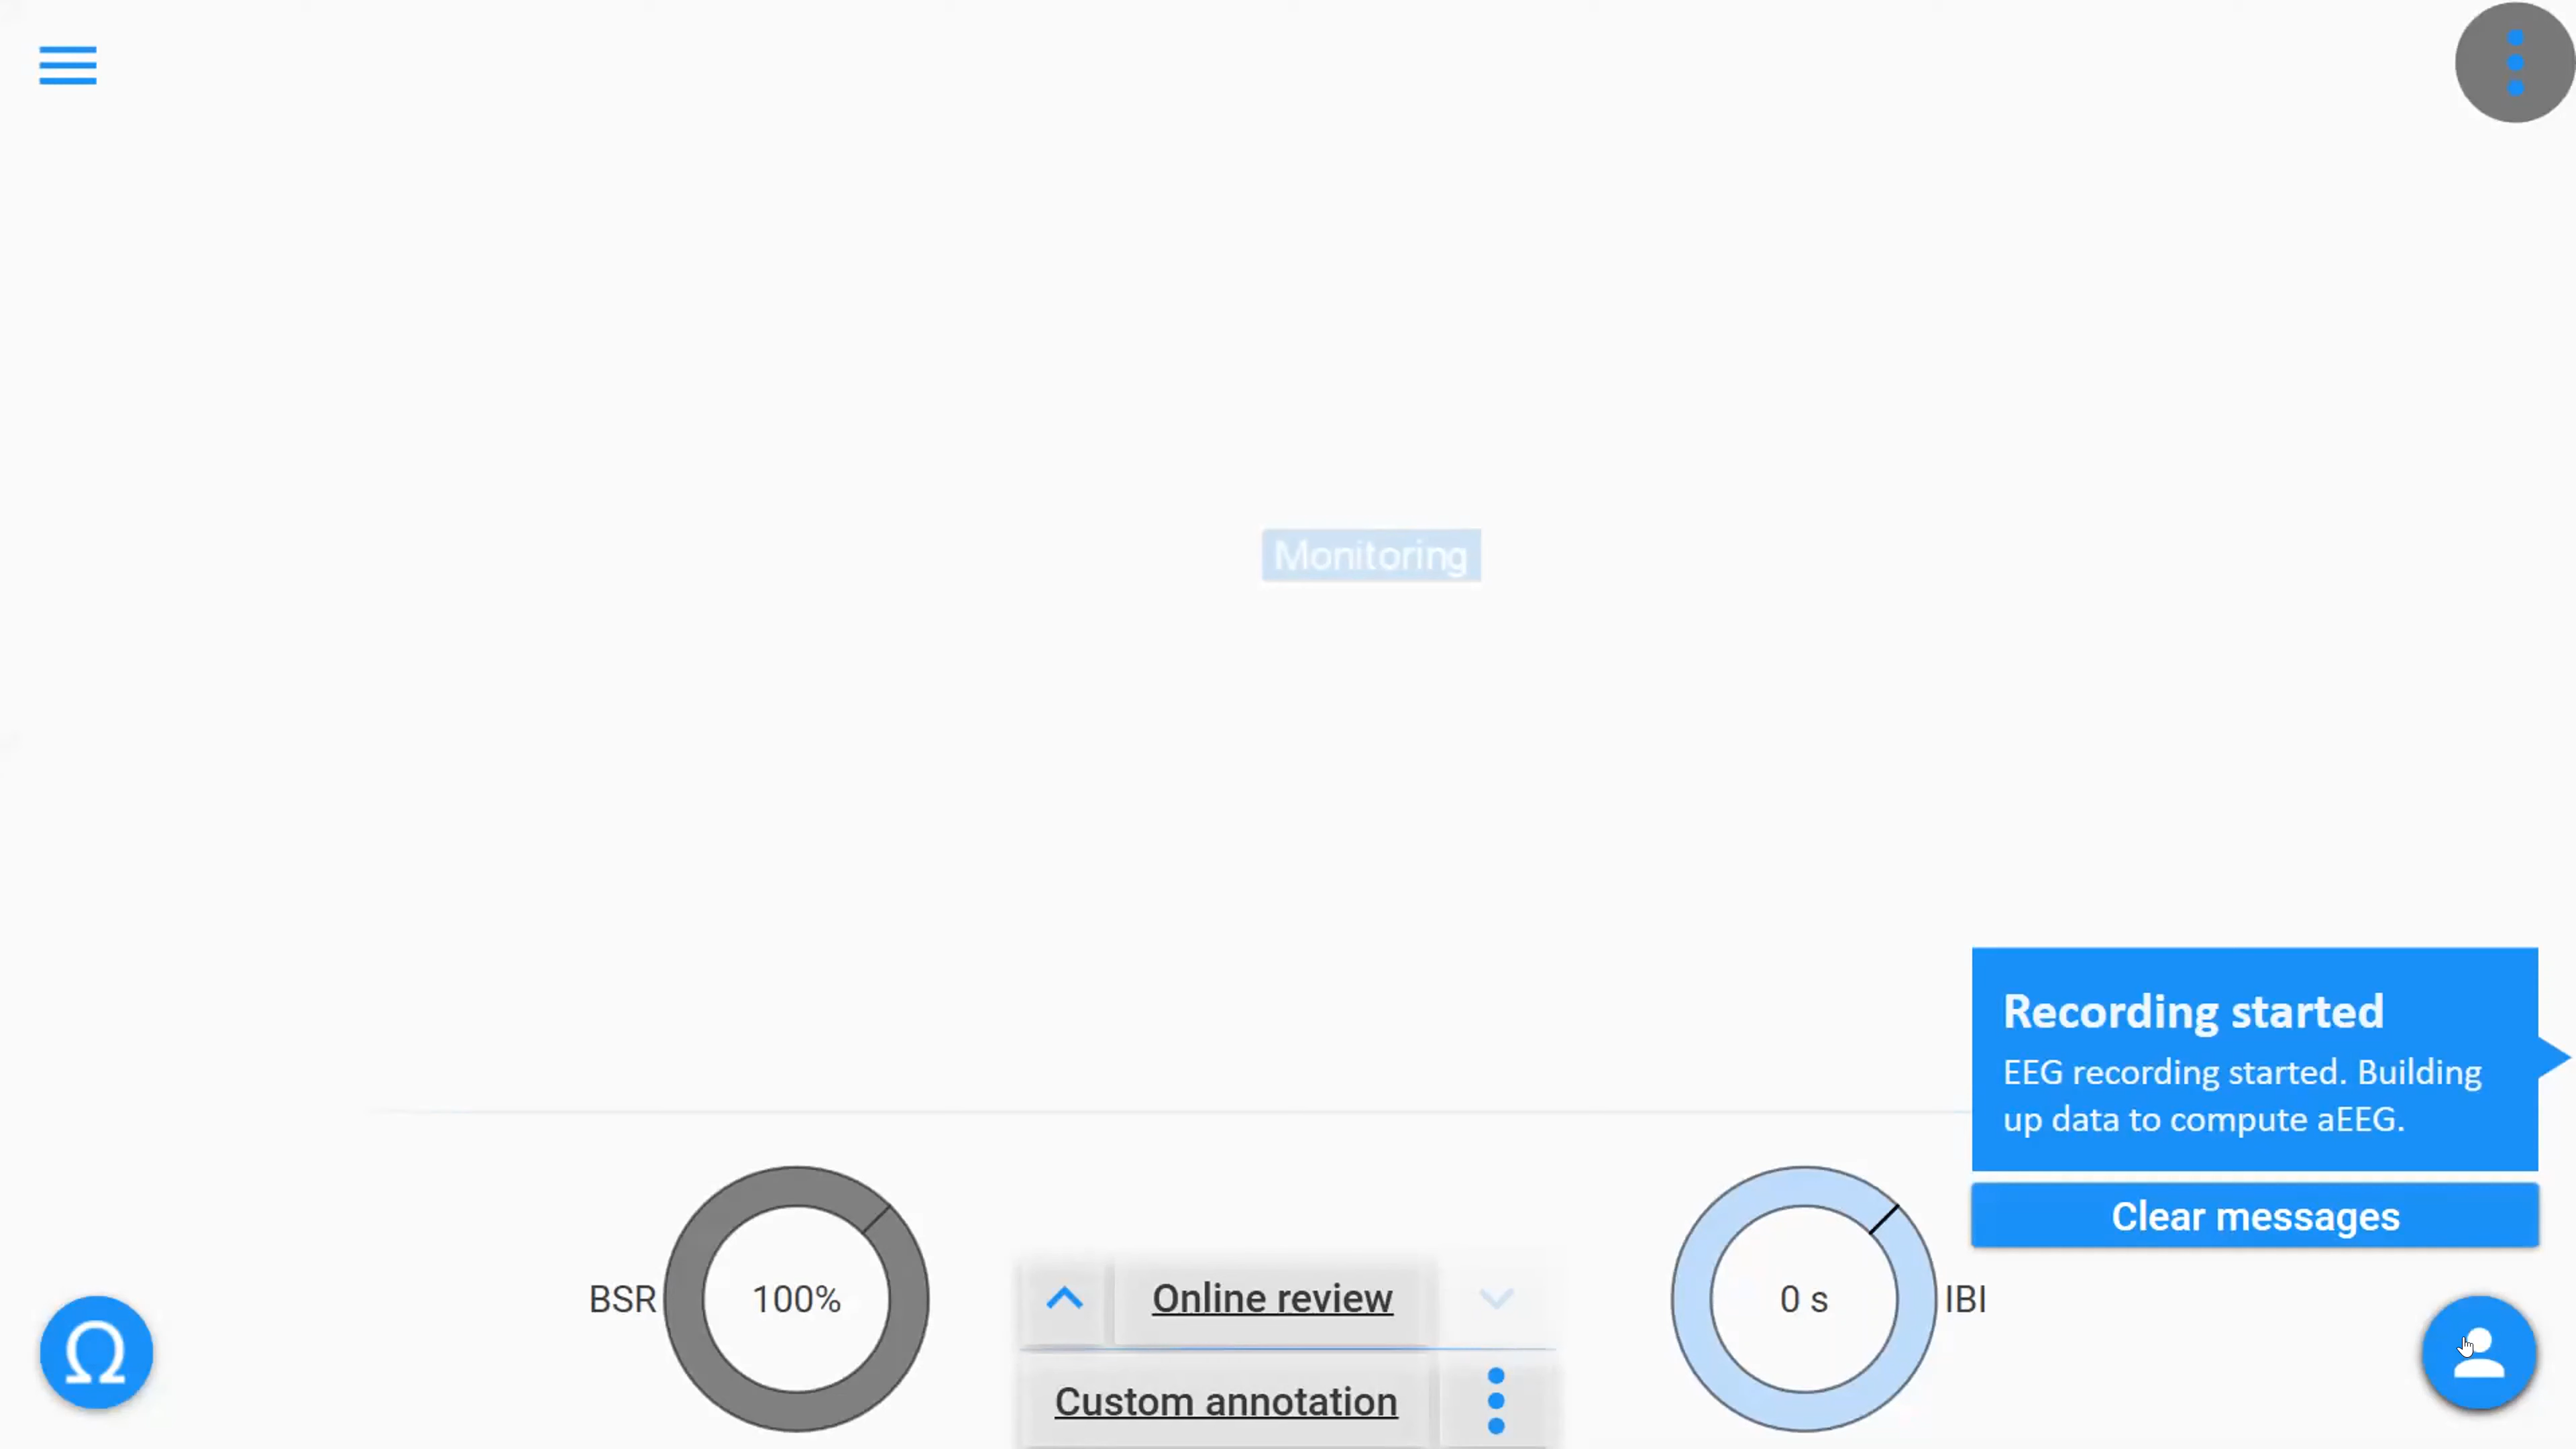 Monitoring
Recording started
EEG recording started. Building
up data to compute aEEG.
Clear messages
BSR
100%
Online review
0 s
IBI
Ω
Custom annotation